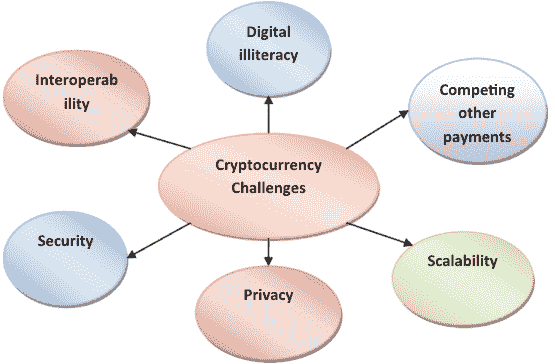 Digital
illiteracy
Interoperab
ility
Competing
other
payments
Cryptocurrency
Challenges
Security
Scalability
Privacy